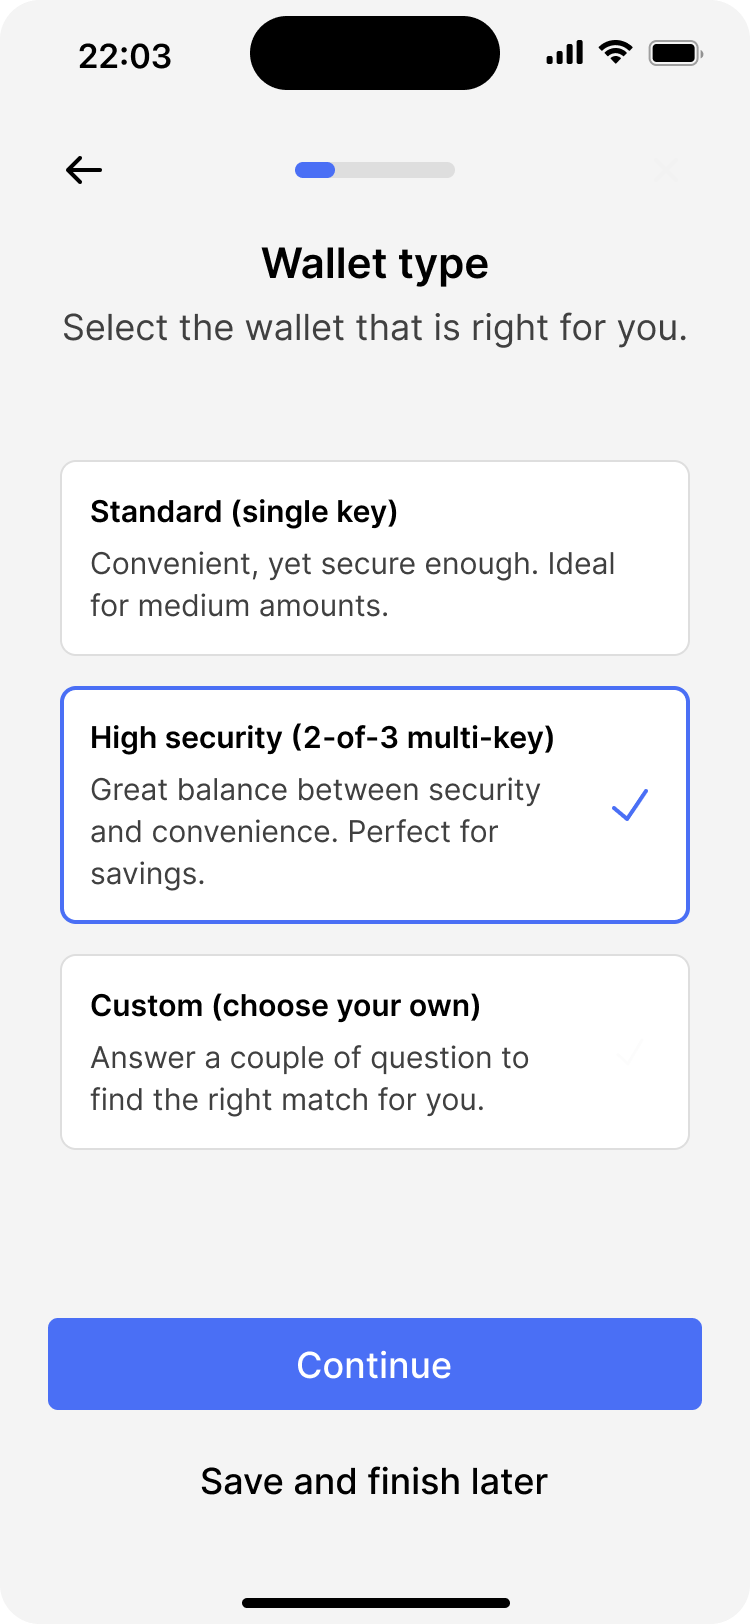 22:03
Wallet type
Select the wallet that is right for you.
Standard (single key)
Convenient, yet secure enough. Ideal
for medium amounts.
High security (2-of-3 multi-key)
Great balance between security
and convenience. Perfect for
savings.
Custom (choose your own)
Answer a couple of question to
find the right match for you.
Continue
Save and finish later